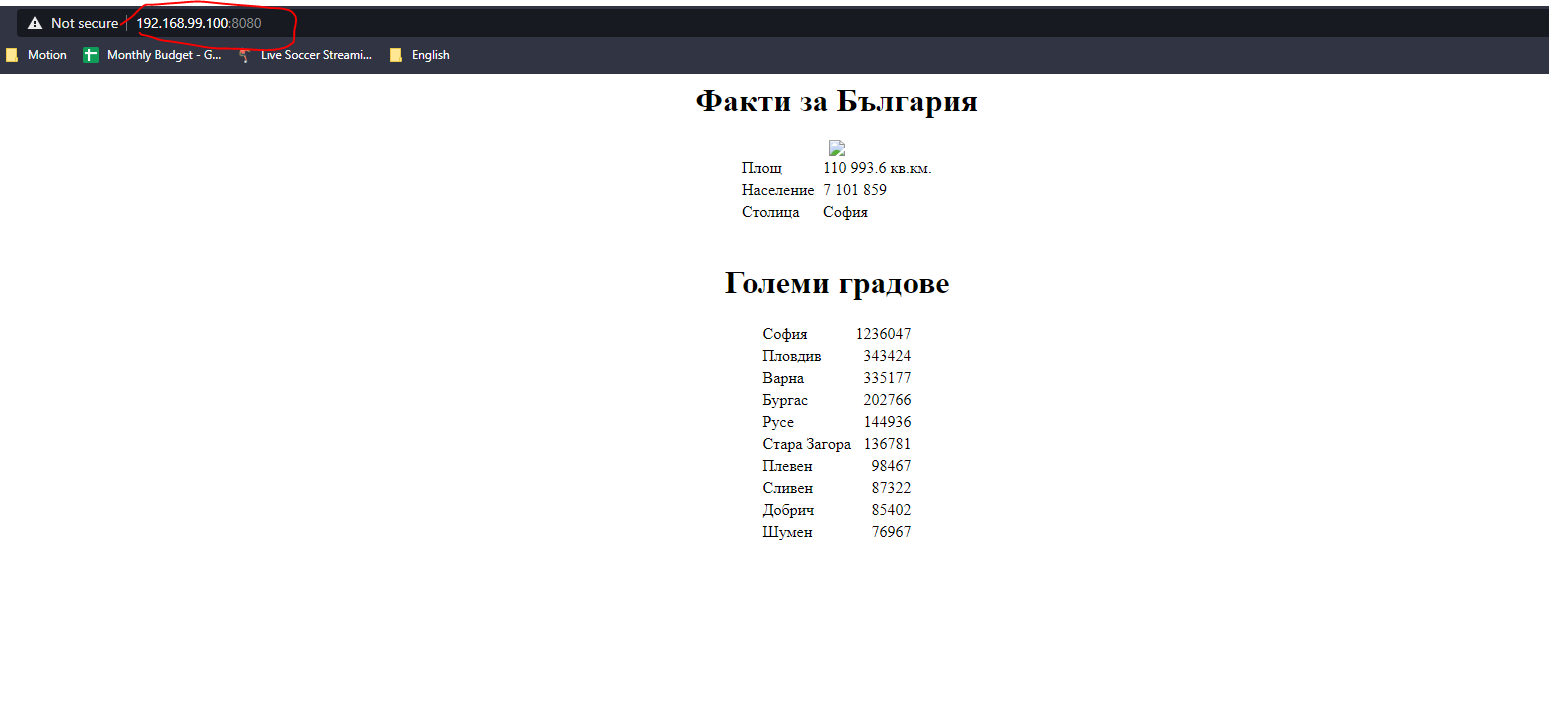 Not secure 192.168.99.100:8080
Motion Monthly Budget - G... Live Soccer Streami... English
Факти за България
Площ 110 993.6 кв.км.
Население 7 101 859
Столица София
Големи градове
София 1236047
Пловдив 343424
Варна 335177
Бургас 202766
Русе 144936
Стара Загора 136781
Плевен 98467
Сливен 87322
Добрич 85402
Шумен 76967